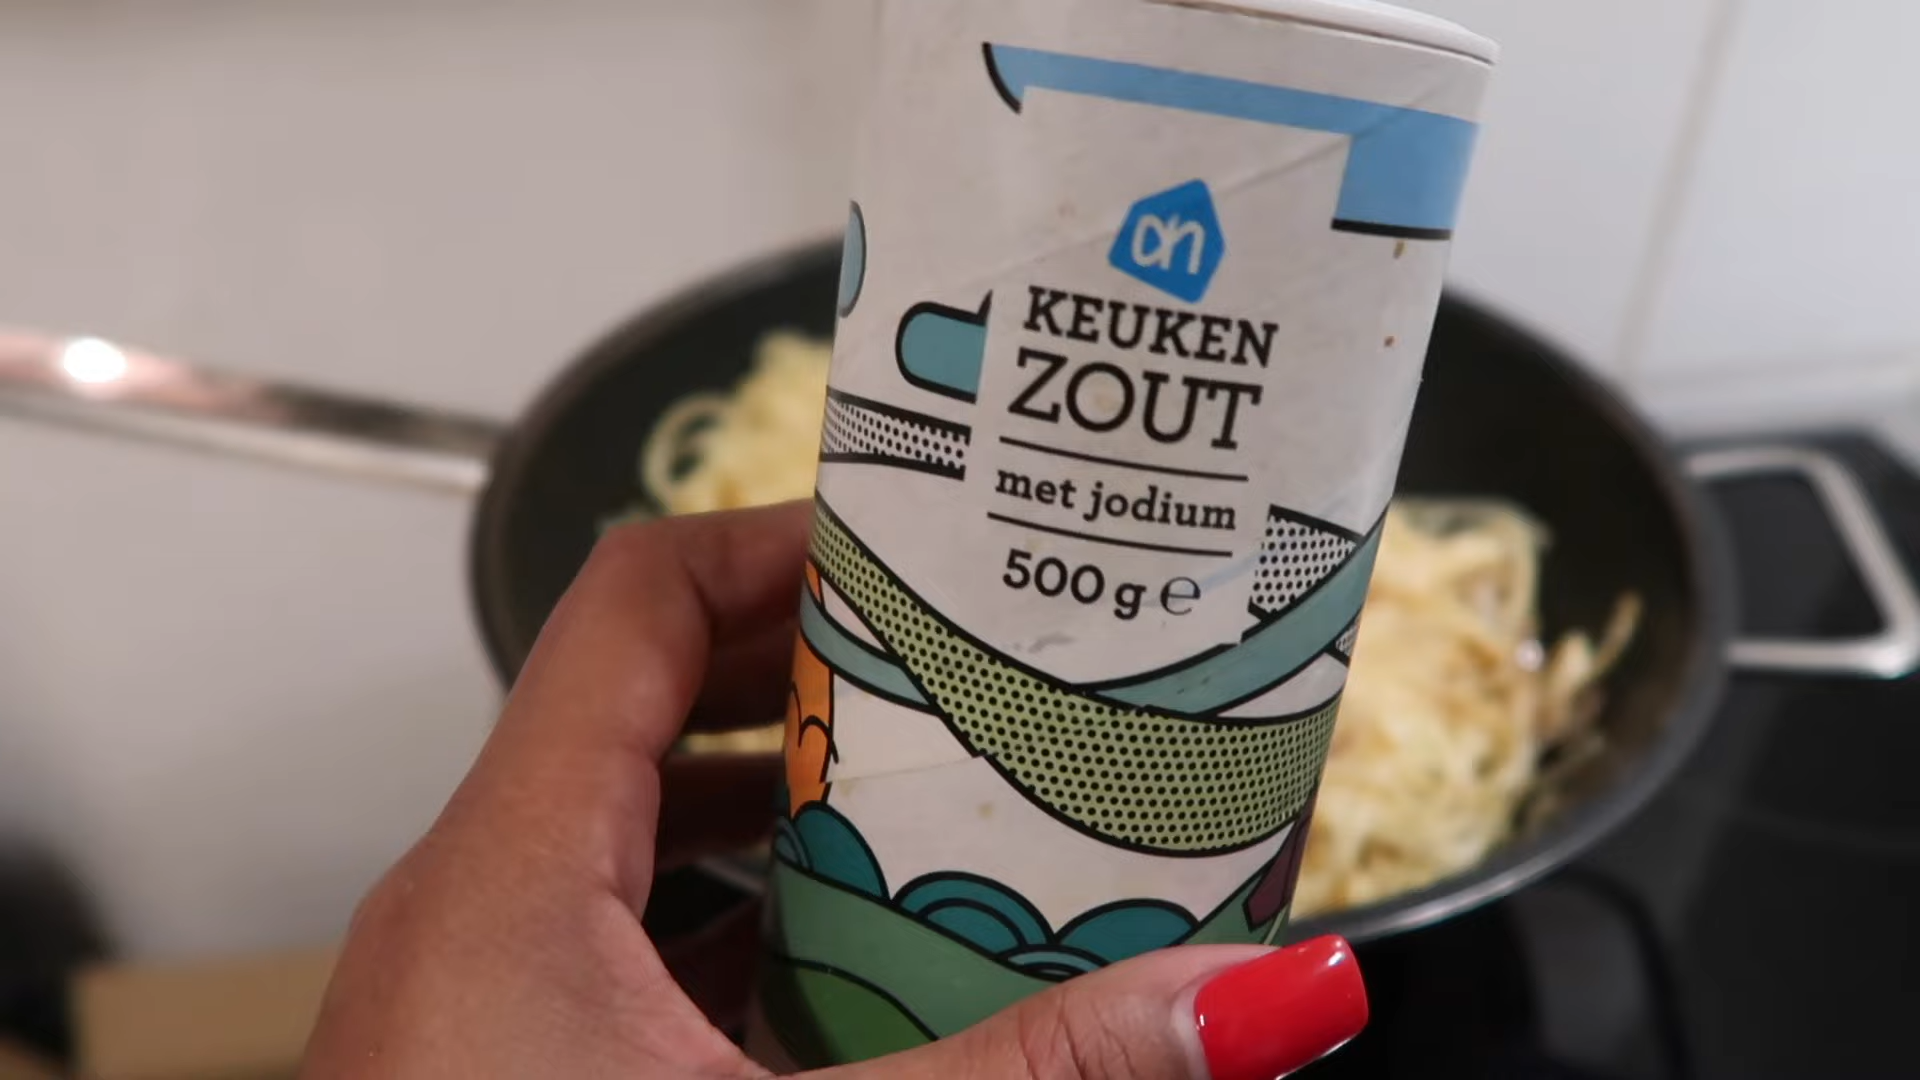 ah
KEUKEN
ZOUT
met jodium
500 g ℮